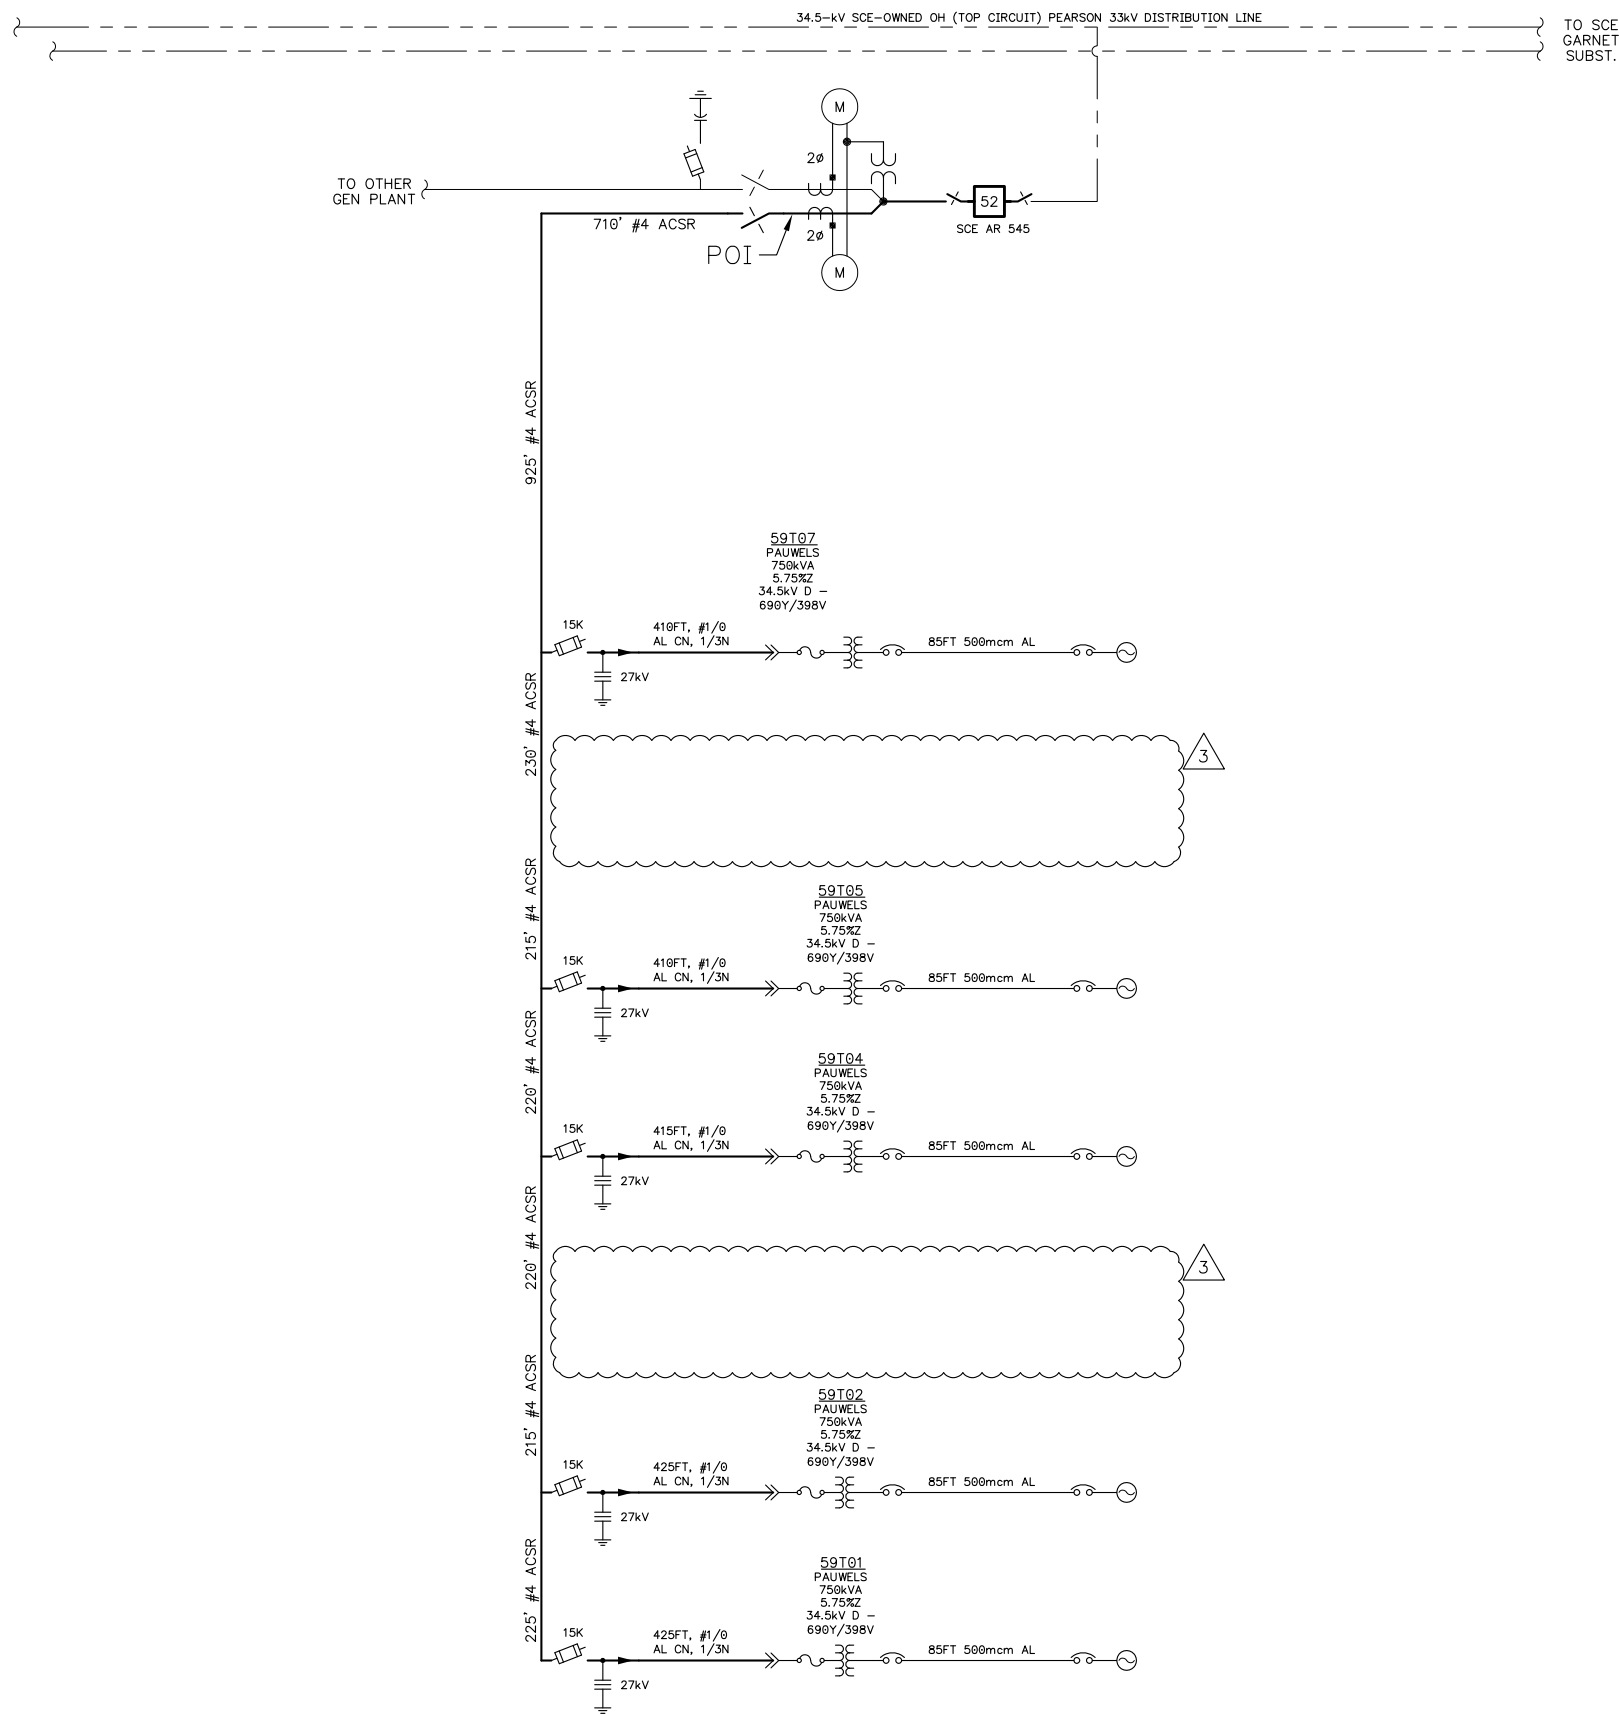 34.5-kV SCE-OWNED OH (TOP CIRCUIT) PEARSON 33kV DISTRIBUTION LINE
TO SCE
GARNET
SUBST.
M
2ø
TO OTHER
GEN PLANT
52
SCE AR 545
710' #4 ACSR
2ø
POI
M
925' #4 ACSR
59T07
PAUWELS
750kVA
5.75%Z
34.5kV D -
690Y/398V
15K
410FT, #1/0
AL CN, 1/3N
85FT 500mcm AL
27kV
230' #4 ACSR
3
215' #4 ACSR
59T05
PAUWELS
750kVA
5.75%Z
34.5kV D -
690Y/398V
15K
410FT, #1/0
AL CN, 1/3N
85FT 500mcm AL
27kV
220' #4 ACSR
59T04
PAUWELS
750kVA
5.75%Z
34.5kV D -
690Y/398V
15K
415FT, #1/0
AL CN, 1/3N
85FT 500mcm AL
27kV
220' #4 ACSR
3
215' #4 ACSR
59T02
PAUWELS
750kVA
5.75%Z
34.5kV D -
690Y/398V
15K
425FT, #1/0
AL CN, 1/3N
85FT 500mcm AL
27kV
225' #4 ACSR
59T01
PAUWELS
750kVA
5.75%Z
34.5kV D -
690Y/398V
15K
425FT, #1/0
AL CN, 1/3N
85FT 500mcm AL
27kV